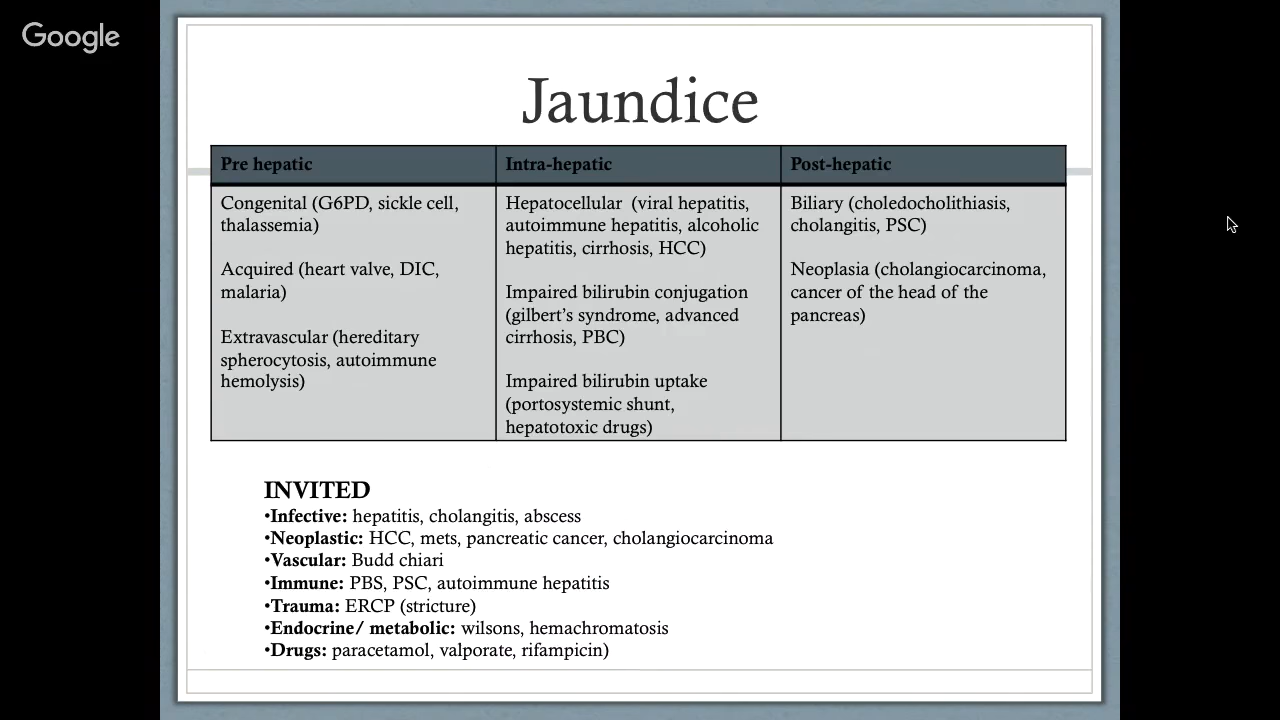 Google
Jaundice
Pre hepatic
Intra-hepatic
Post-hepatic
Congenital (G6PD, sickle cell,
thalassemia)
Acquired (heart valve, DIC,
malaria)
Extravascular (hereditary
spherocytosis, autoimmune
hemolysis)
Hepatocellular (viral hepatitis,
autoimmune hepatitis, alcoholic
hepatitis, cirrhosis, HCC)
Impaired bilirubin conjugation
(gilbert's syndrome, advanced
cirrhosis, PBC)
Impaired bilirubin uptake
(portosystemic shunt,
hepatotoxic drugs)
Biliary (choledocholithiasis,
cholangitis, PSC)
Neoplasia (cholangiocarcinoma,
cancer of the head of the
pancreas)
INVITED
•Infective: hepatitis, cholangitis, abscess
•Neoplastic: HCC, mets, pancreatic cancer, cholangiocarcinoma
•Vascular: Budd chiari
•Immune: PBS, PSC, autoimmune hepatitis
•Trauma: ERCP (stricture)
•Endocrine/ metabolic: wilsons, hemachromatosis
•Drugs: paracetamol, valporate, rifampicin)